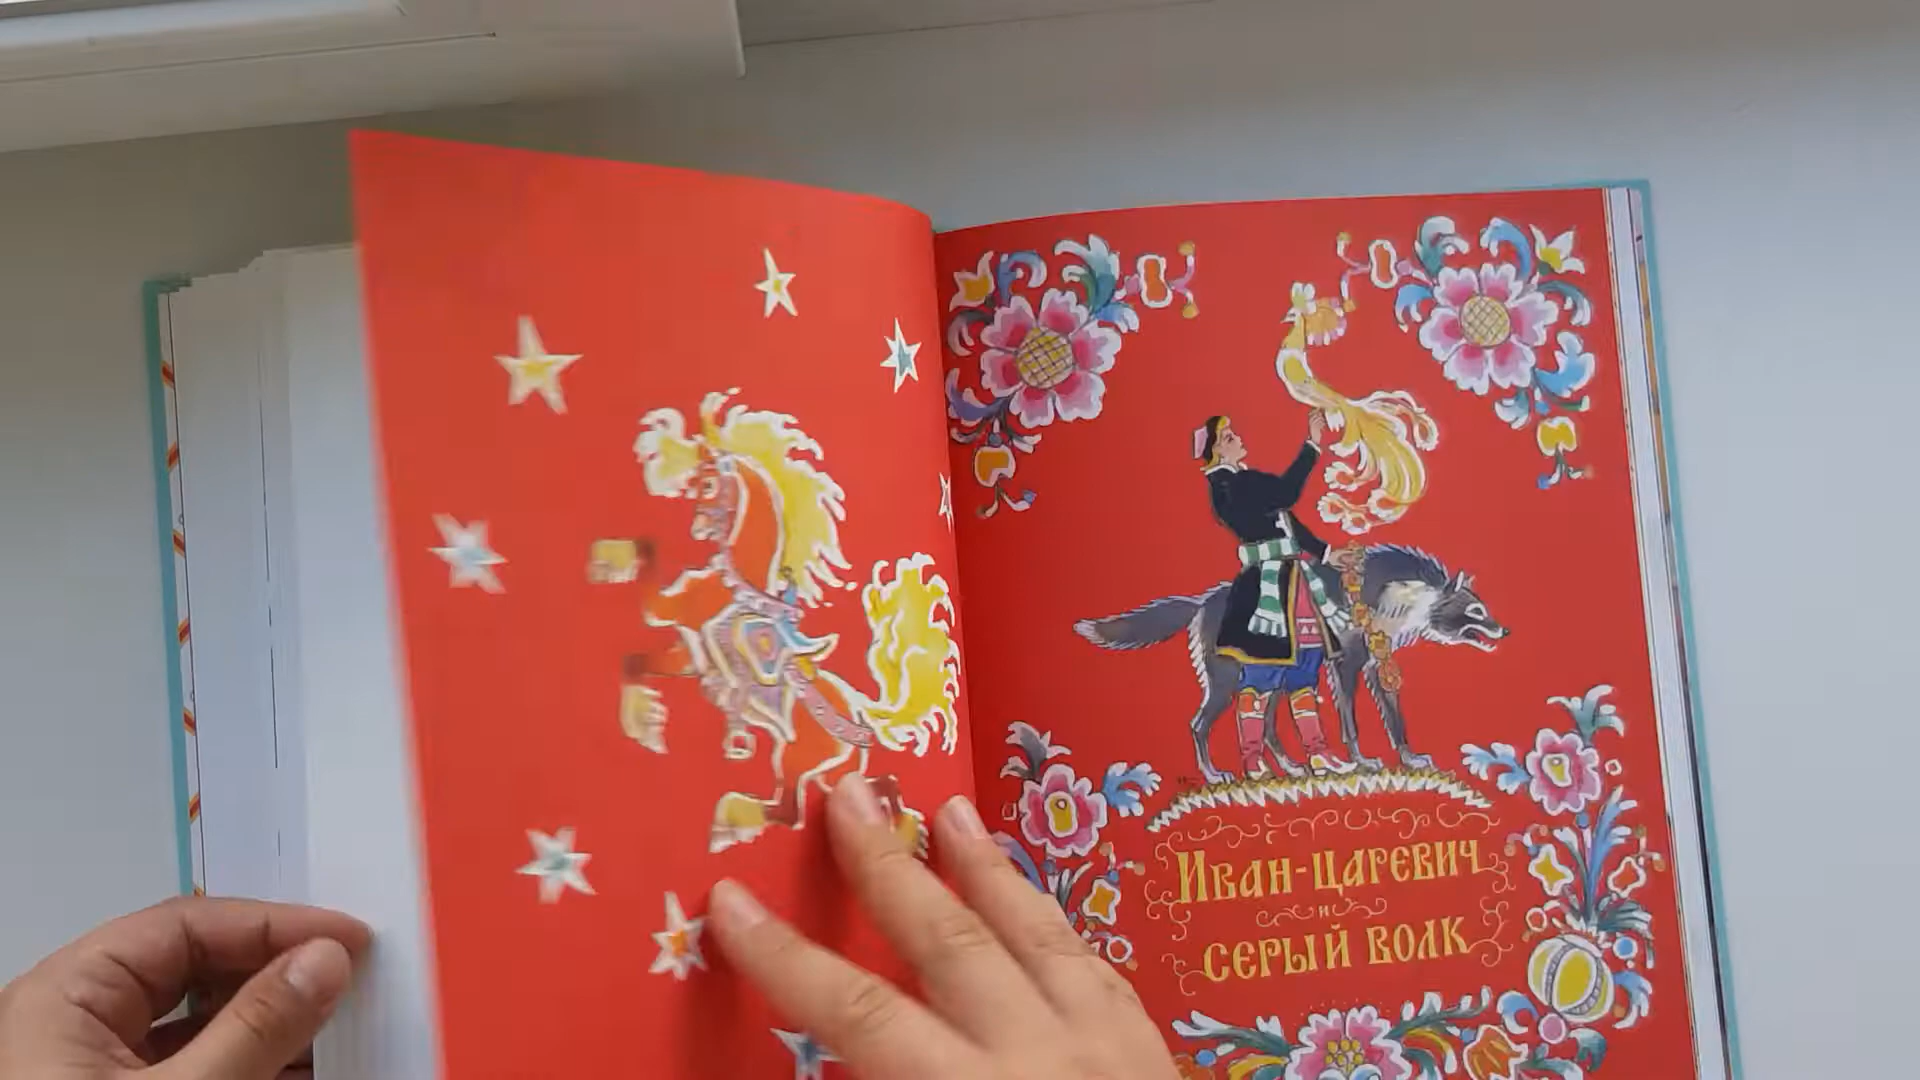 Иван-царевич
и
серый волк